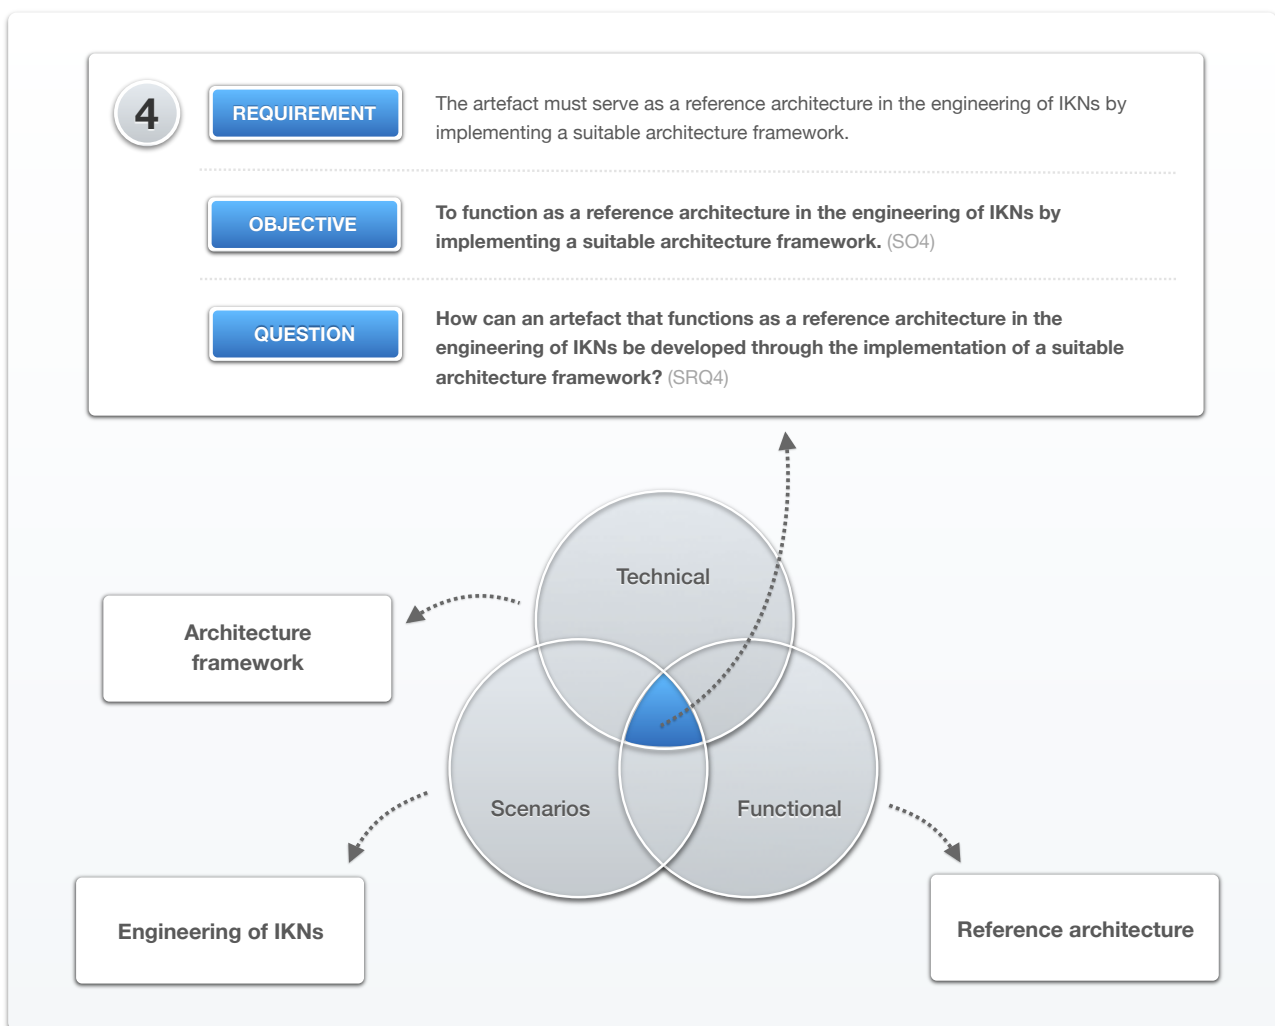 4
REQUIREMENT
The artefact must serve as a reference architecture in the engineering of IKNs by
implementing a suitable architecture framework.
OBJECTIVE
To function as a reference architecture in the engineering of IKNs by
implementing a suitable architecture framework. (SO4)
QUESTION
How can an artefact that functions as a reference architecture in the
engineering of IKNs be developed through the implementation of a suitable
architecture framework? (SRQ4)
Technical
Architecture
framework
Scenarios
Functional
Engineering of IKNs
Reference architecture